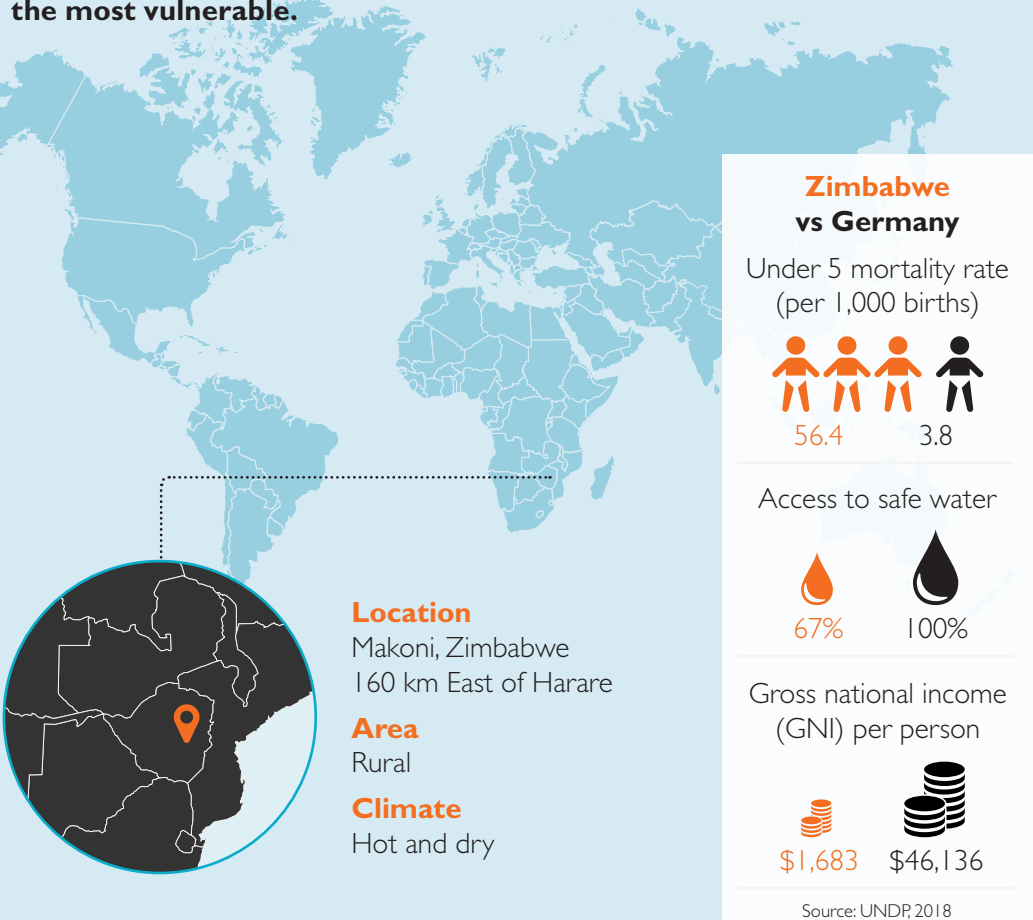 the most vulnerable.
Zimbabwe
vs Germany
Under 5 mortality rate
(per 1,000 births)
56.4 3.8
Access to safe water
67% 100%
Gross national income
(GNI) per person
$1,683 $46,136
Source: UNDP, 2018
Location
Makoni, Zimbabwe
160 km East of Harare
Area
Rural
Climate
Hot and dry